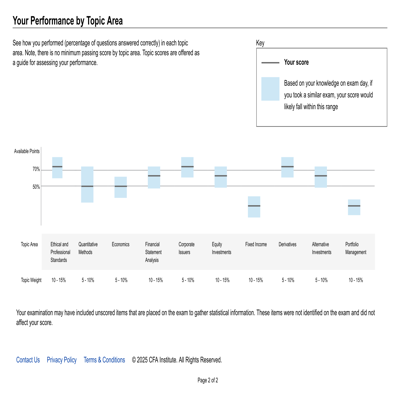 Your Performance by Topic Area
See how you performed (percentage of questions answered correctly) in each topic
area. Note, there is no minimum passing score by topic area. Topic scores are offered as
a guide for assessing your performance.
Key
Your score
Based on your knowledge on exam day, if
you took a similar exam, your score would
likely fall within this range
Available Points
70%
50%
Topic Area
Ethical and
Professional
Standards
Quantitative
Methods
Economics
Financial
Statement
Analysis
Corporate
Issuers
Equity
Investments
Fixed Income
Derivatives
Alternative
Investments
Portfolio
Management
Topic Weight
10 - 15%
5 - 10%
5 - 10%
10 - 15%
5 - 10%
10 - 15%
10 - 15%
5 - 10%
5 - 10%
10 - 15%
Your examination may have included unscored items that are placed on the exam to gather statistical information. These items were not identified on the exam and did not
affect your score.
Contact Us Privacy Policy Terms & Conditions © 2025 CFA Institute. All Rights Reserved.
Page 2 of 2